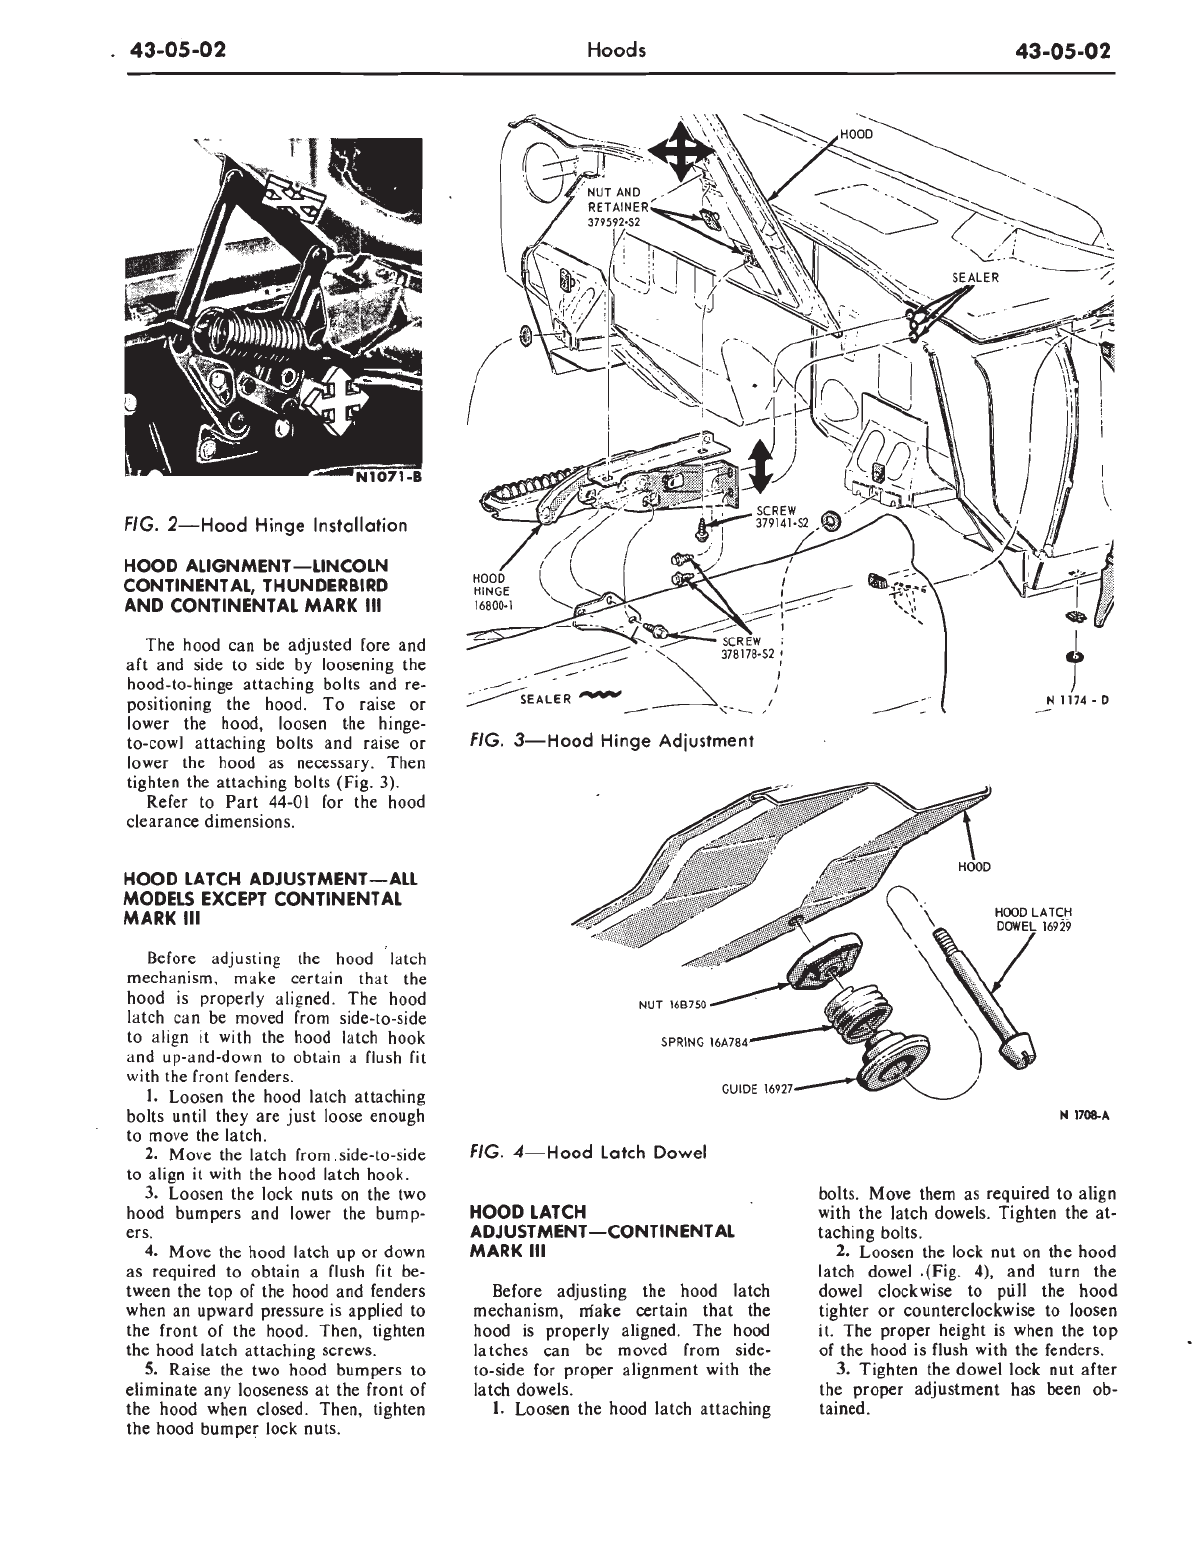 43-05-02
Hoods
43-05-02
N1071-B
FIG. 2—Hood Hinge Installation
HOOD ALIGNMENT—LINCOLN
CONTINENTAL, THUNDERBIRD
AND CONTINENTAL MARK III
The hood can be adjusted fore and
aft and side to side by loosening the
hood-to-hinge attaching bolts and re-
positioning the hood. To raise or
lower the hood, loosen the hinge-
to-cowl attaching bolts and raise or
lower the hood as necessary. Then
tighten the attaching bolts (Fig. 3).
Refer to Part 44-01 for the hood
clearance dimensions.
HOOD LATCH ADJUSTMENT—ALL
MODELS EXCEPT CONTINENTAL
MARK III
Before adjusting the hood latch
mechanism, make certain that the
hood is properly aligned. The hood
latch can be moved from side-to-side
to align it with the hood latch hook
and up-and-down to obtain a flush fit
with the front fenders.
1. Loosen the hood latch attaching
bolts until they are just loose enough
to move the latch.
2. Move the latch from side-to-side
to align it with the hood latch hook.
3. Loosen the lock nuts on the two
hood bumpers and lower the bump-
ers.
4. Move the hood latch up or down
as required to obtain a flush fit be-
tween the top of the hood and fenders
when an upward pressure is applied to
the front of the hood. Then, tighten
the hood latch attaching screws.
5. Raise the two hood bumpers to
eliminate any looseness at the front of
the hood when closed. Then, tighten
the hood bumper lock nuts.
HOOD
NUT AND
RETAINER
379592-S2
SEALER
SCREW
379141-S2
HOOD
HINGE
16800-1
SCREW
378178-S2
SEALER
N 1174 - D
FIG. 3—Hood Hinge Adjustment
HOOD
HOOD LATCH
DOWEL 16929
NUT 16B750
SPRING 16A784
GUIDE 16927
N 1708-A
FIG. 4—Hood Latch Dowel
HOOD LATCH
ADJUSTMENT—CONTINENTAL
MARK III
Before adjusting the hood latch
mechanism, make certain that the
hood is properly aligned. The hood
latches can be moved from side-
to-side for proper alignment with the
latch dowels.
1. Loosen the hood latch attaching
bolts. Move them as required to align
with the latch dowels. Tighten the at-
taching bolts.
2. Loosen the lock nut on the hood
latch dowel (Fig. 4), and turn the
dowel clockwise to pull the hood
tighter or counterclockwise to loosen
it. The proper height is when the top
of the hood is flush with the fenders.
3. Tighten the dowel lock nut after
the proper adjustment has been ob-
tained.